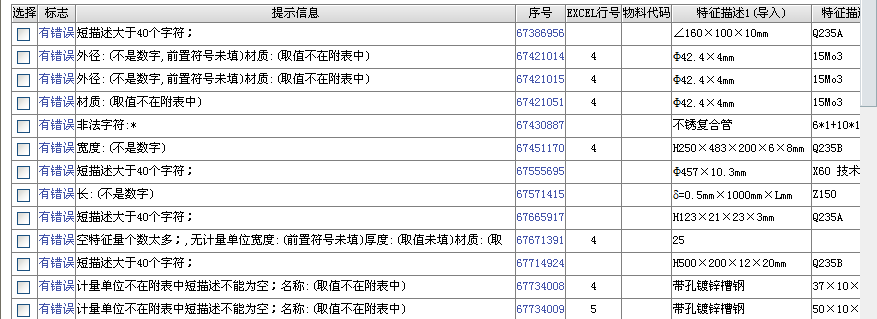 选择 标志 提示信息 序号 EXCEL行号 物料代码 特征描述1(导入) 特征描
有错误 短描述大于40个字符; 67386956 ∠160×100×10mm Q235A
有错误 外径:(不是数字,前置符号未填)材质:(取值不在附表中) 67421014 4 Φ42.4×4mm 15Mo3
有错误 外径:(不是数字,前置符号未填)材质:(取值不在附表中) 67421015 4 Φ42.4×4mm 15Mo3
有错误 材质:(取值不在附表中) 67421051 4 Φ42.4×4mm 15Mo3
有错误 非法字符:* 67430887 不锈复合管 6*1+10*1
有错误 宽度:(不是数字) 67451170 4 H250×483×200×6×8mm Q235B
有错误 短描述大于40个字符; 67555695 Φ457×10.3mm X60 技术
有错误 长:(不是数字) 67571415 δ=0.5mm×1000mm×Lmm Z150
有错误 短描述大于40个字符; 67665917 H123×21×23×3mm Q235A
有错误 空特征量个数太多;,无计量单位宽度:(前置符号未填)厚度:(取值未填)材质:(取 67671391 4 25
有错误 短描述大于40个字符; 67714924 H500×200×12×20mm Q235B
有错误 计量单位不在附表中短描述不能为空;名称:(取值不在附表中) 67734008 4 带孔镀锌槽钢 37×10×
有错误 计量单位不在附表中短描述不能为空;名称:(取值不在附表中) 67734009 5 带孔镀锌槽钢 50×10×